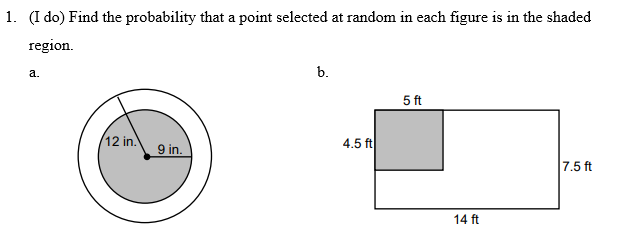 1. (I do) Find the probability that a point selected at random in each figure is in the shaded
region.
a.
b.
12 in.
9 in.
5 ft
4.5 ft
7.5 ft
14 ft